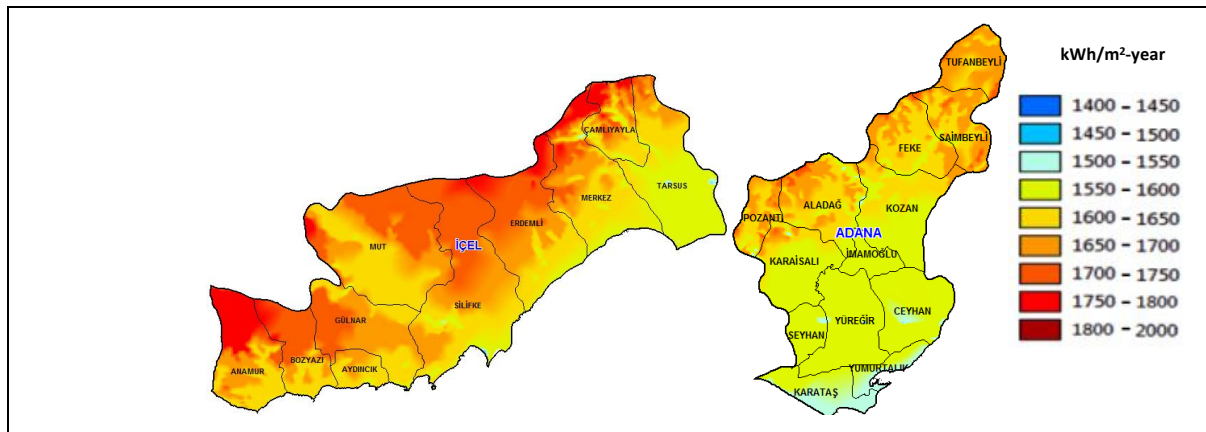 kWh/m²-year
1400 – 1450
1450 – 1500
1500 – 1550
1550 – 1600
1600 – 1650
1650 – 1700
1700 – 1750
1750 – 1800
1800 – 2000
ÇAMLIYAYLA
TARSUS
MERKEZ
ERDEMLİ
MUT
İÇEL
SİLİFKE
GÜLNAR
BOZYAZI
AYDINCIK
ANAMUR
TUFANBEYLİ
SAİMBEYLİ
FEKE
ALADAĞ
KOZAN
POZANTI
ADANA
KARAİSALI
İMAMOĞLU
CEYHAN
YÜREĞİR
SEYHAN
YUMURTALIK
KARATAŞ